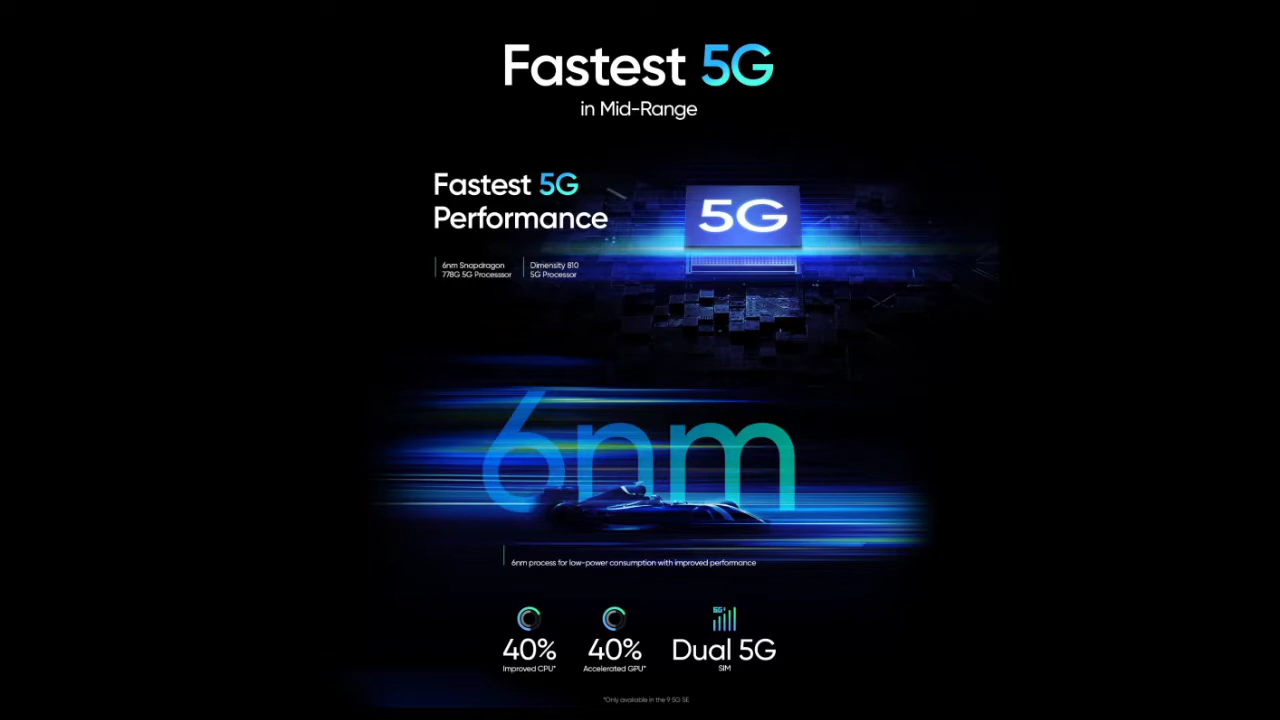 Fastest 5G
in Mid-Range
Fastest 5G
Performance
5G
6nm Snapdragon
778G 5G Processsor
Dimensity 810
5G Processor
6nm
6nm process for low-power consumption with improved performance
5G+
40%
Improved CPU*
40%
Accelerated GPU*
Dual 5G
SIM
*Only available in the 9 5G SE